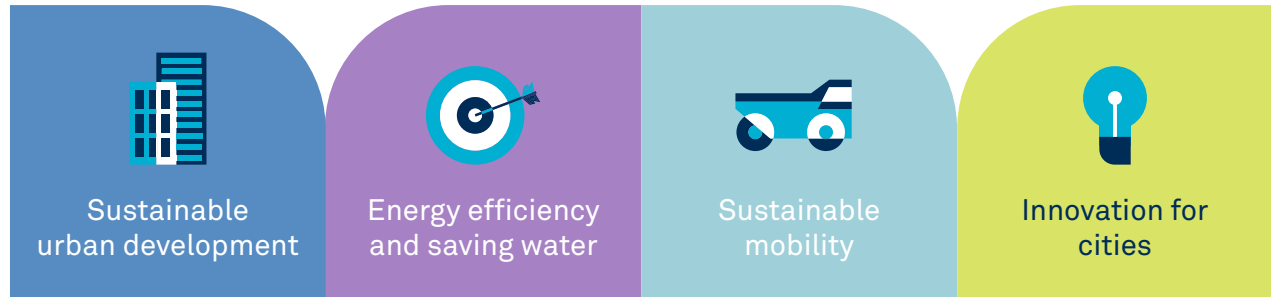 Sustainable
urban development
Energy efficiency
and saving water
Sustainable
mobility
Innovation for
cities